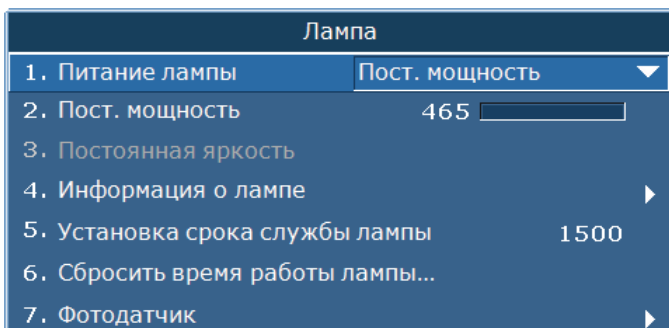 Лампа
1. Питание лампы Пост. мощность
2. Пост. мощность 465
3. Постоянная яркость
4. Информация о лампе
5. Установка срока службы лампы 1500
6. Сбросить время работы лампы...
7. Фотодатчик